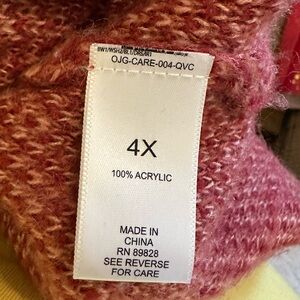 OJG-CARE-004-QVC
4X
100% ACRYLIC
MADE IN
CHINA
RN 89828
SEE REVERSE
FOR CARE